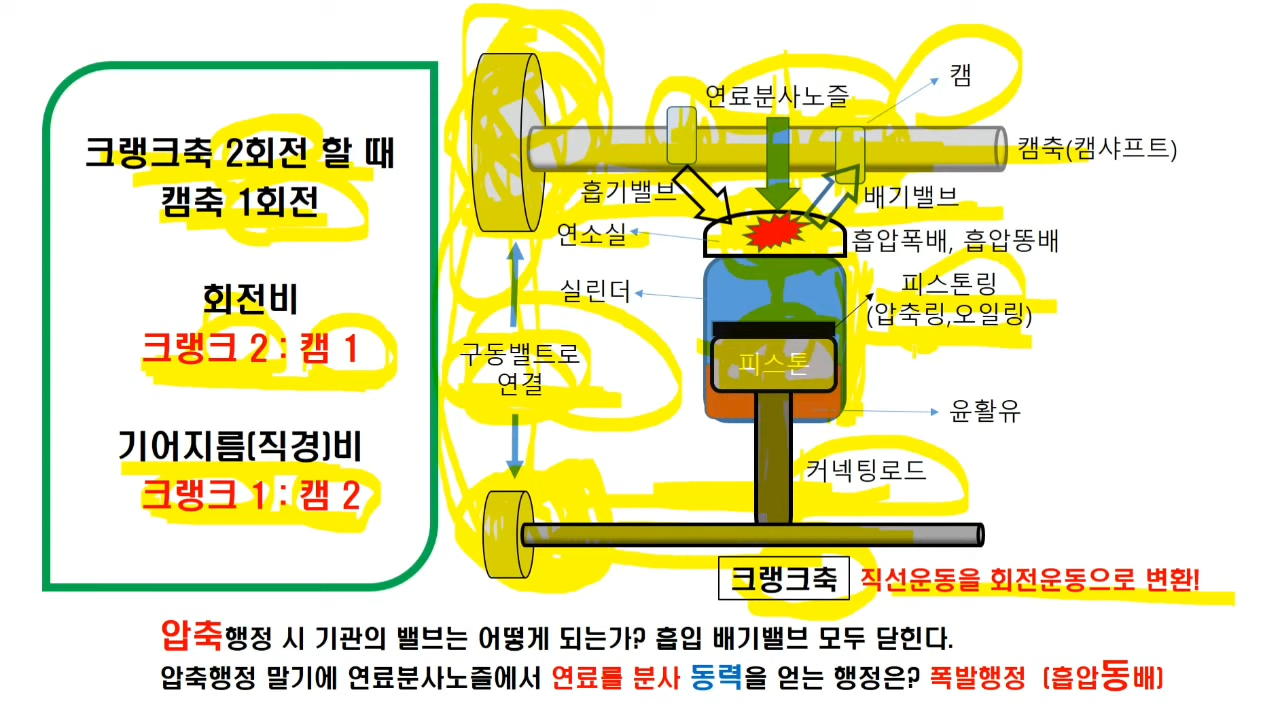 크랭크축 2회전 할 때
캠축 1회전
회전비
크랭크 2 : 캠 1
기어지름(직경)비
크랭크 1 : 캠 2
캠
연료분사노즐
캠축(캠샤프트)
흡기밸브
배기밸브
연소실
흡압폭배, 흡압똥배
실린더
피스톤링
(압축링,오일링)
구동밸트로
연결
피스톤
윤활유
커넥팅로드
크랭크축
직선운동을 회전운동으로 변환!
압축행정 시 기관의 밸브는 어떻게 되는가? 흡입 배기밸브 모두 닫힌다.
압축행정 말기에 연료분사노즐에서 연료를 분사 동력을 얻는 행정은? 폭발행정 (흡압동배)